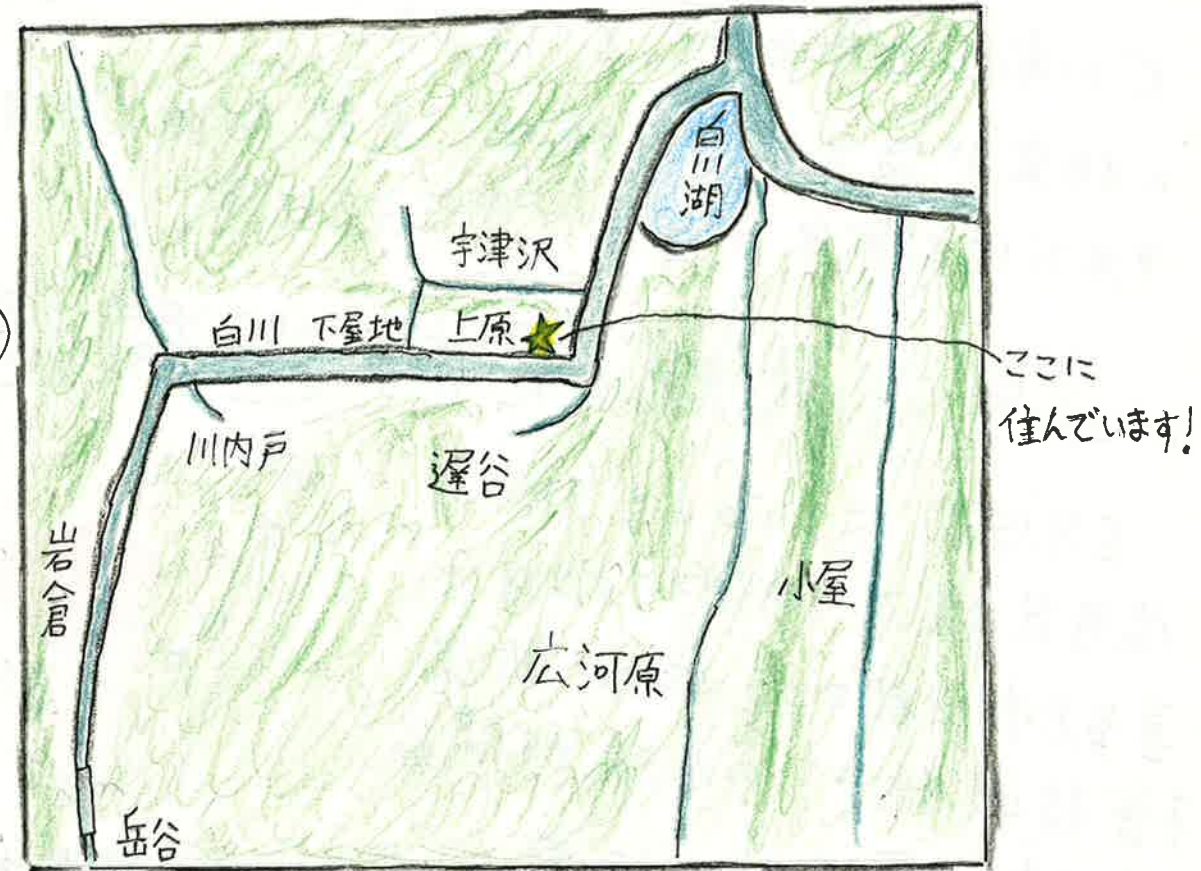 白川湖
宇津沢
白川 下屋地 上原
ここに
住んでいます!
川内戸
遅谷
岩倉
小屋
広河原
岳谷